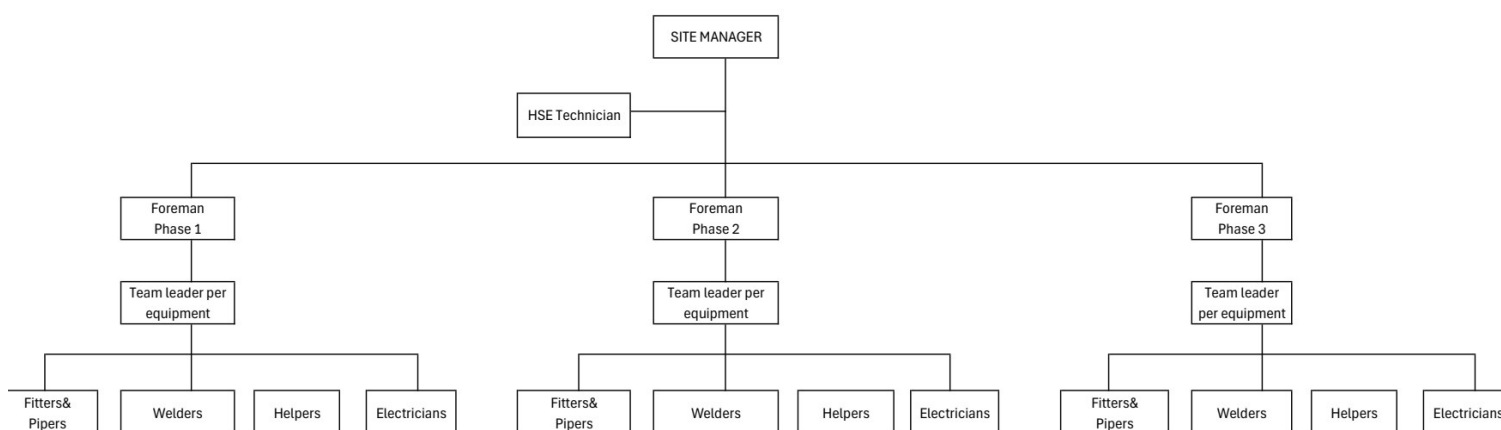 SITE MANAGER
HSE Technician
Foreman
Phase 1
Foreman
Phase 2
Foreman
Phase 3
Team leader per
equipment
Team leader per
equipment
Team leader
per equipment
Fitters&
Pipers
Welders
Helpers
Electricians
Fitters&
Pipers
Welders
Helpers
Electricians
Fitters&
Pipers
Welders
Helpers
Electricians